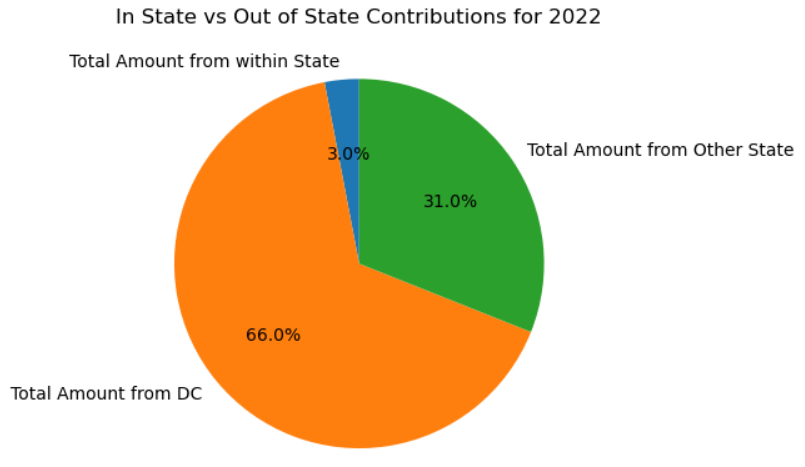 In State vs Out of State Contributions for 2022
Total Amount from within State
3.0%
Total Amount from Other State
31.0%
66.0%
Total Amount from DC